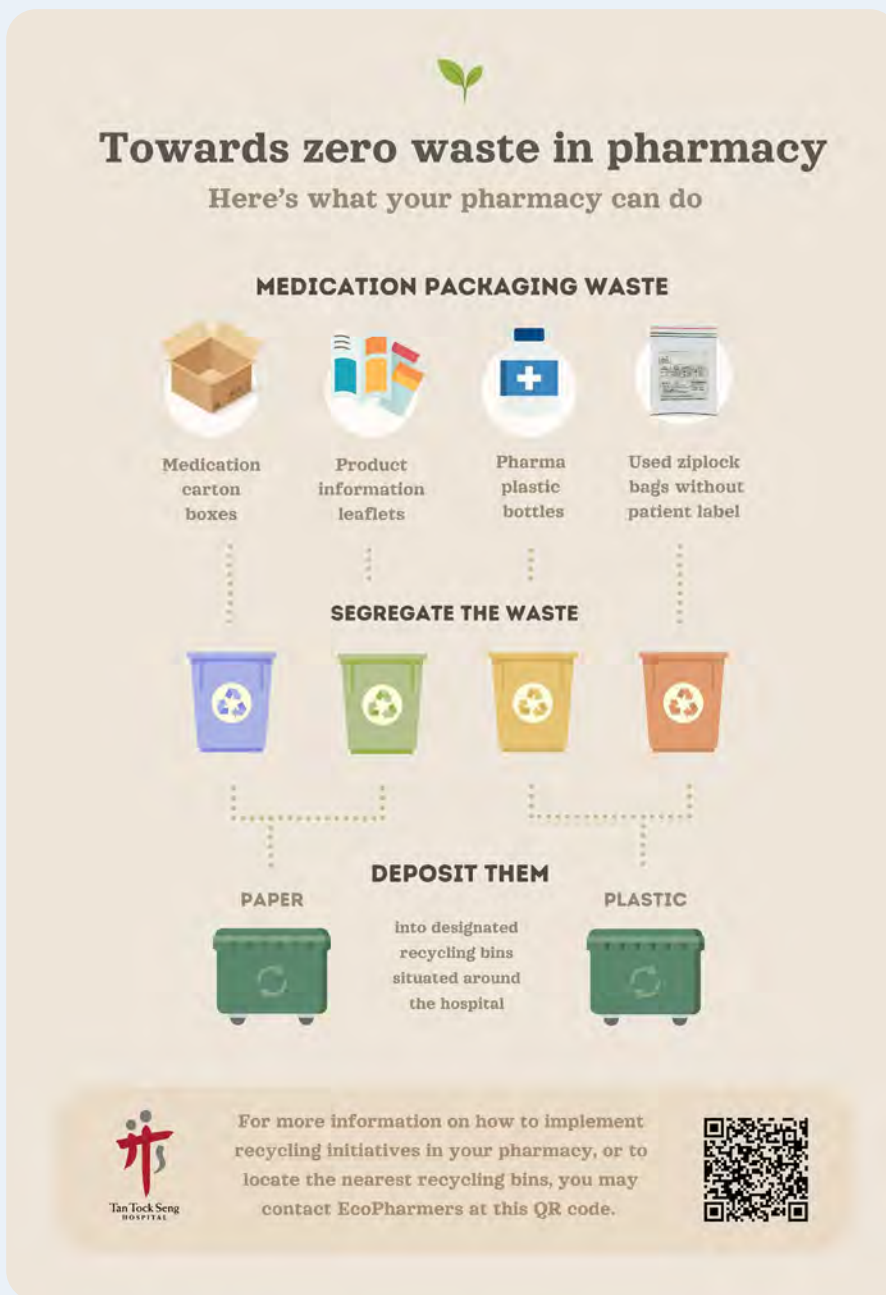 Towards zero waste in pharmacy
Here's what your pharmacy can do
MEDICATION PACKAGING WASTE
Medication
carton
boxes
Product
information
leaflets
Pharma
plastic
bottles
Used ziplock
bags without
patient label
SEGREGATE THE WASTE
DEPOSIT THEM
PAPER
into designated
recycling bins
situated around
the hospital
PLASTIC
Tan Tock Seng
HOSPITAL
For more information on how to implement
recycling initiatives in your pharmacy, or to
locate the nearest recycling bins, you may
contact EcoPharmers at this QR code.